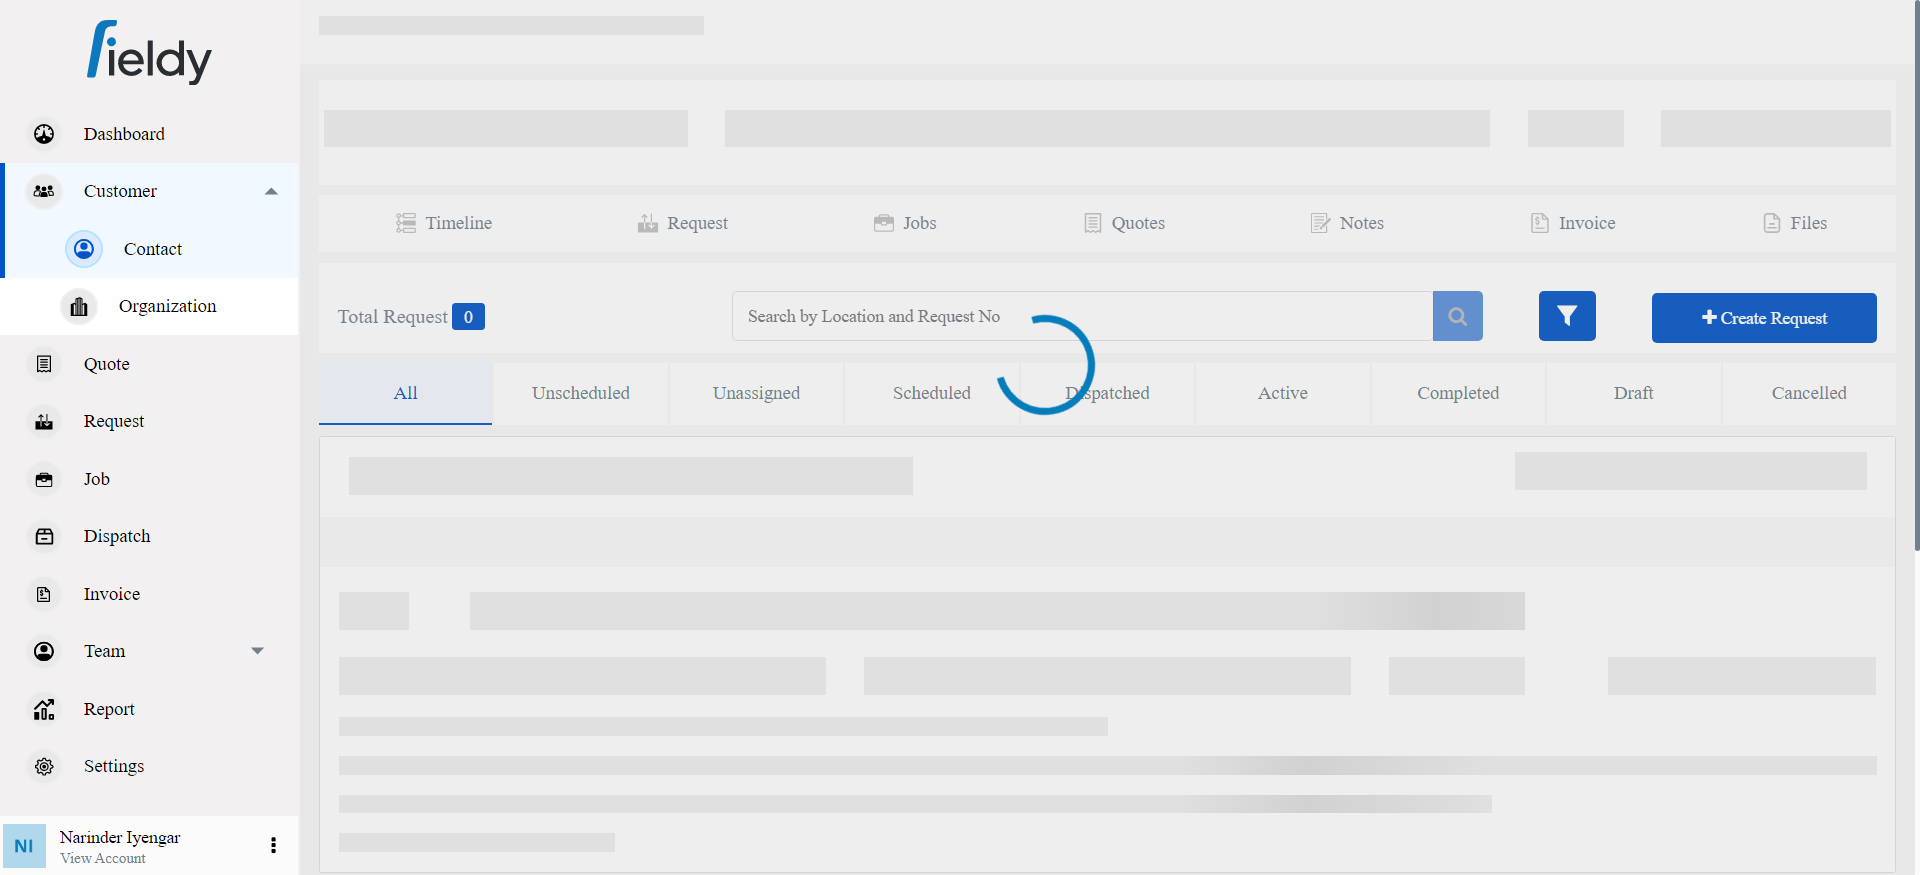 fieldy
Dashboard
Customer
Contact
Organization
Quote
Request
Job
Dispatch
Invoice
Team
Report
Settings
NI
Narinder Iyengar
View Account
Timeline
Request
Jobs
Quotes
Notes
Invoice
Files
Total Request 0
Search by Location and Request No
Create Request
All
Unscheduled
Unassigned
Scheduled
Dispatched
Active
Completed
Draft
Cancelled